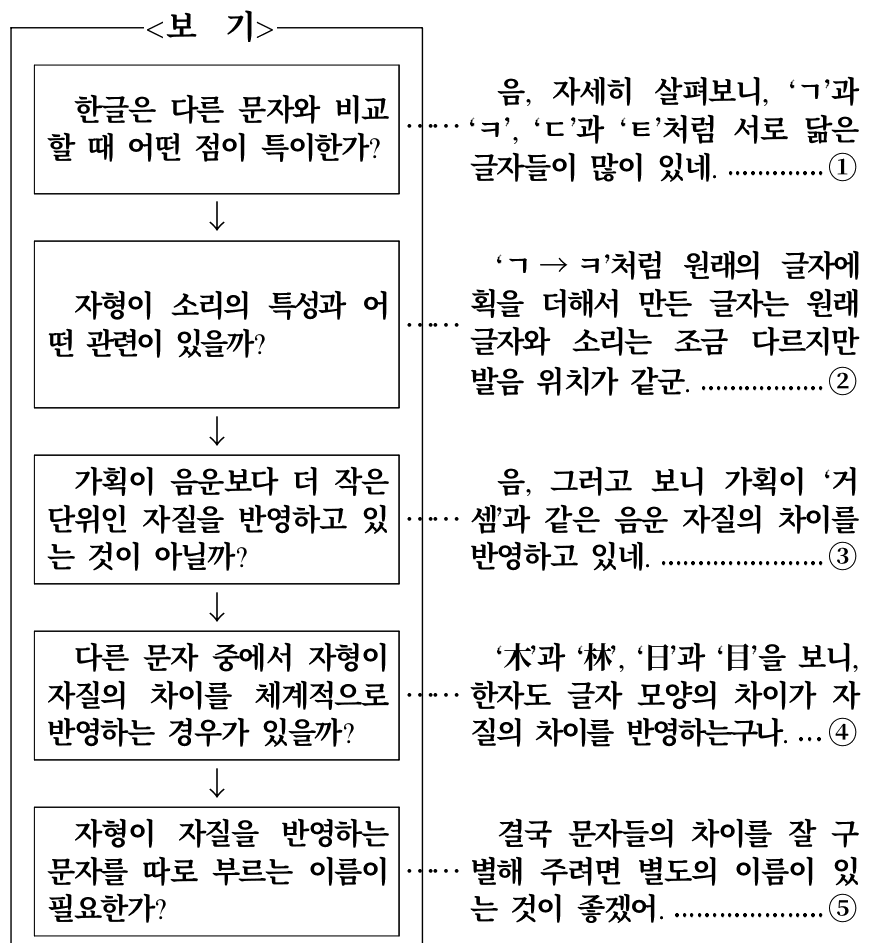 <보 기>
한글은 다른 문자와 비교
할 때 어떤 점이 특이한가?
음, 자세히 살펴보니, ‘ㄱ’과
‘ㅋ’, ‘ㄷ’과 ‘ㅌ’처럼 서로 닮은
글자들이 많이 있네. ············· ①
↓
자형이 소리의 특성과 어
떤 관련이 있을까?
‘ㄱ → ㅋ’처럼 원래의 글자에
획을 더해서 만든 글자는 원래
글자와 소리는 조금 다르지만
발음 위치가 같군. ················· ②
↓
가획이 음운보다 더 작은
단위인 자질을 반영하고 있
는 것이 아닐까?
음, 그러고 보니 가획이 ‘거
셈’과 같은 음운 자질의 차이를
반영하고 있네. ······················ ③
↓
다른 문자 중에서 자형이
자질의 차이를 체계적으로
반영하는 경우가 있을까?
‘木’과 ‘林’, ‘日’과 ‘目’을 보니,
한자도 글자 모양의 차이가 자
질의 차이를 반영하는구나. ··· ④
↓
자형이 자질을 반영하는
문자를 따로 부르는 이름이
필요한가?
결국 문자들의 차이를 잘 구
별해 주려면 별도의 이름이 있
는 것이 좋겠어. ···················· ⑤